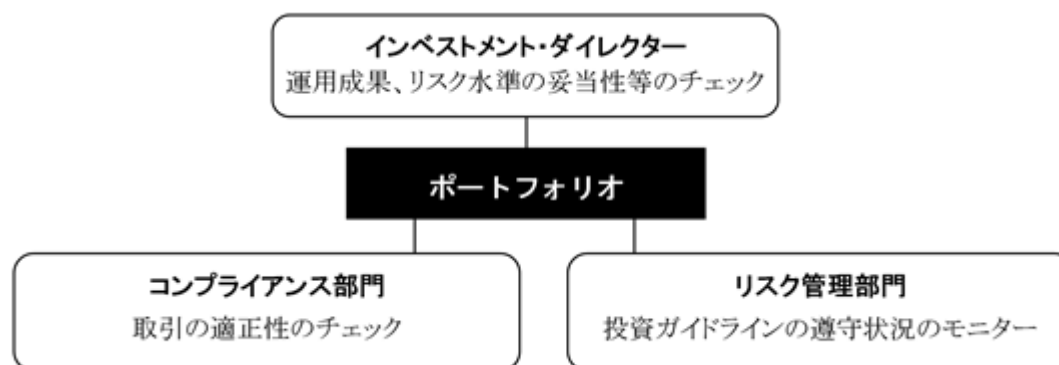 インベストメント・ダイレクター
運用成果、リスク水準の妥当性等のチェック
ポートフォリオ
コンプライアンス部門
取引の適正性のチェック
リスク管理部門
投資ガイドラインの遵守状況のモニター